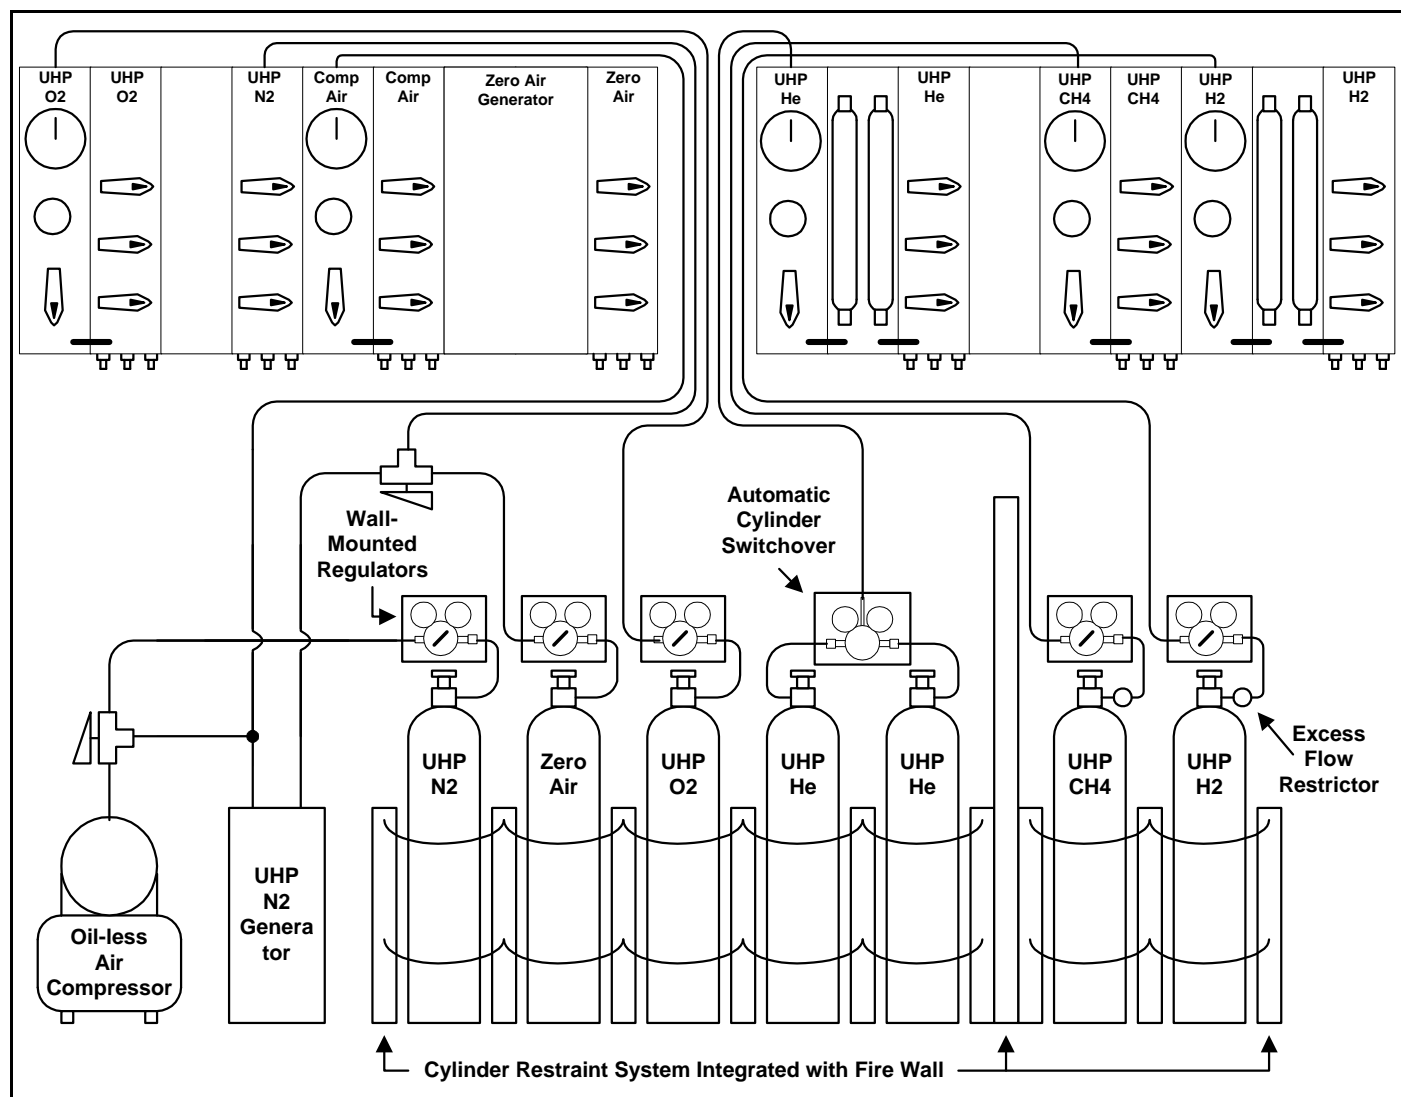 UHP
O2
UHP
O2
UHP
N2
Comp
Air
Comp
Air
Zero Air
Generator
Zero
Air
UHP
He
UHP
He
UHP
CH4
UHP
CH4
UHP
H2
UHP
H2
Wall-
Mounted
Regulators
Automatic
Cylinder
Switchover
UHP
N2
Zero
Air
UHP
O2
UHP
He
UHP
He
UHP
CH4
UHP
H2
Excess
Flow
Restrictor
Oil-less
Air
Compressor
UHP
N2
Genera
tor
Cylinder Restraint System Integrated with Fire Wall